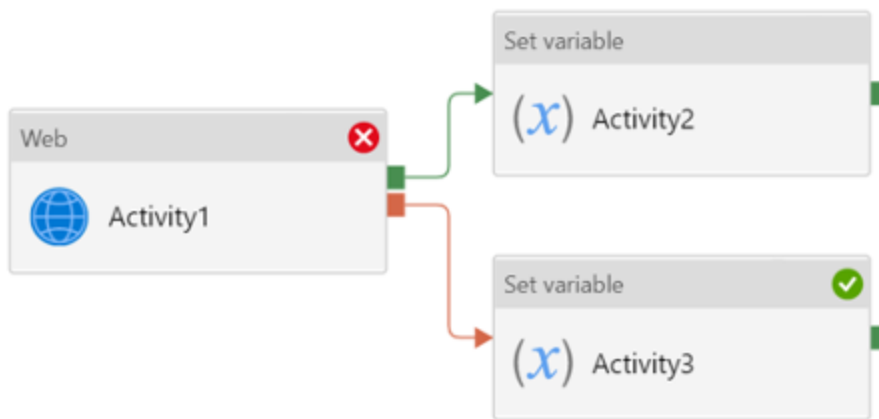 Set variable
(x) Activity2
Web
Activity1
Set variable
(x) Activity3